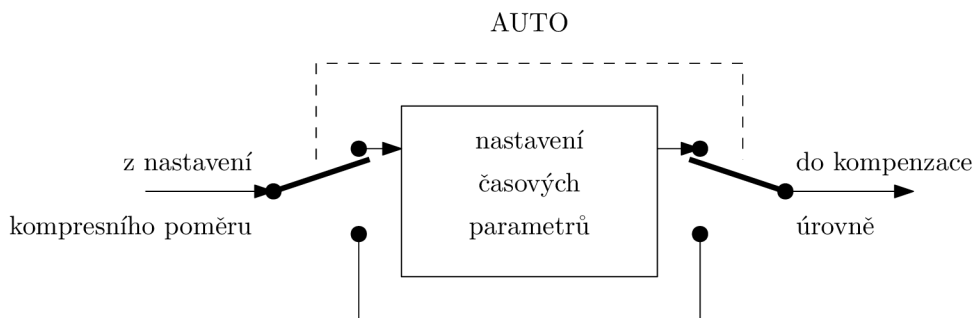 AUTO
z nastavení
kompresního poměru
nastavení
časových
parametrů
do kompenzace
úrovně